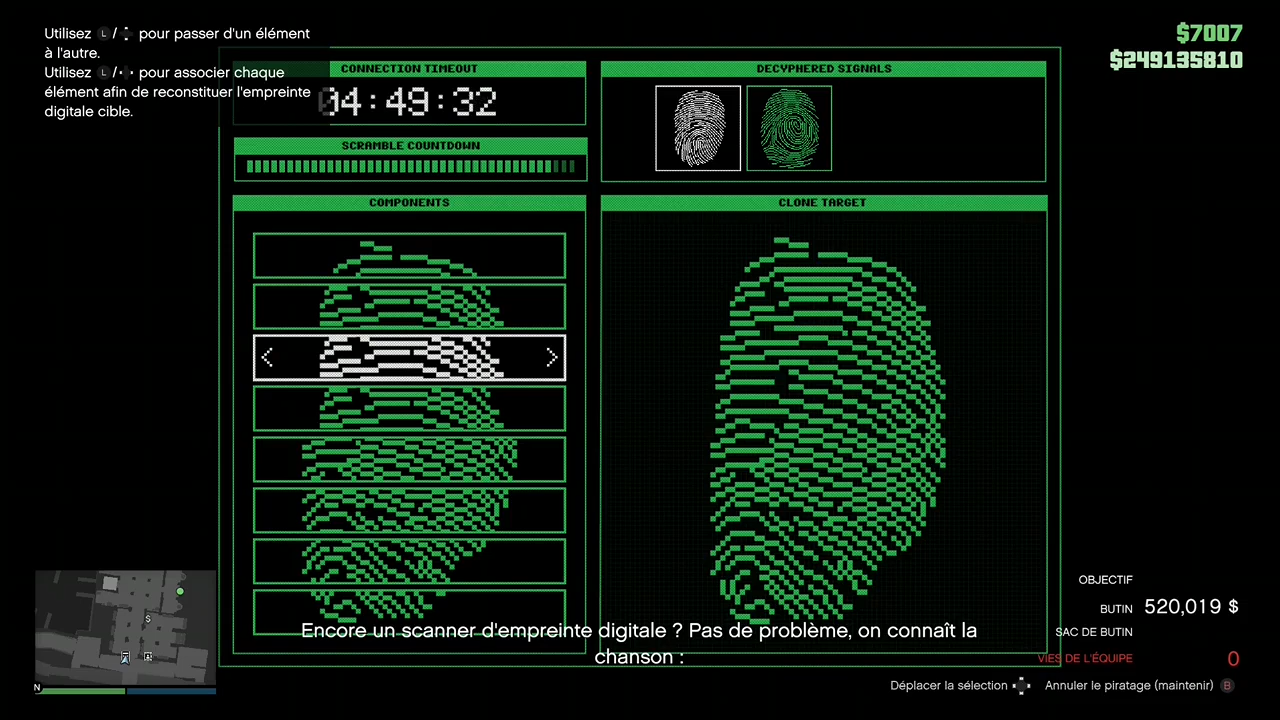 Utilisez L / pour passer d'un élément
à l'autre.
Utilisez L / pour associer chaque
élément afin de reconstituer l'empreinte
digitale cible.
$7007
$249135810
CONNECTION TIMEOUT
04:49:32
SCRAMBLE COUNTDOWN
DECYPHERED SIGNALS
COMPONENTS
CLONE TARGET
< >
OBJECTIF
BUTIN 520,019 $
SAC DE BUTIN
VIES DE L'ÉQUIPE 0
Encore un scanner d'empreinte digitale ? Pas de problème, on connaît la
chanson :
N
$
Déplacer la sélection Annuler le piratage (maintenir) B